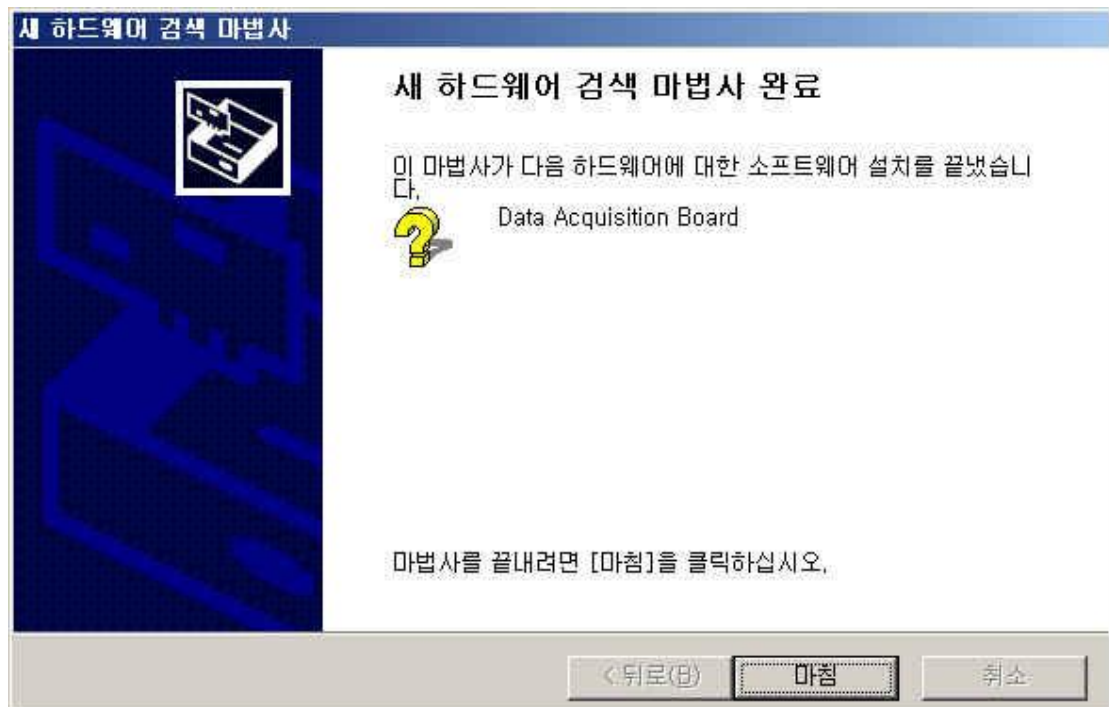 새 하드웨어 검색 마법사
새 하드웨어 검색 마법사 완료
이 마법사가 다음 하드웨어에 대한 소프트웨어 설치를 끝냈습니
다.
Data Acquisition Board
마법사를 끝내려면 [마침]을 클릭하십시오.
< 뒤로(B) 마침 취소